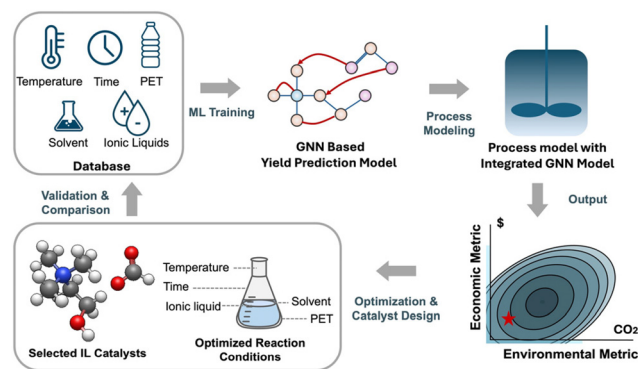 Temperature
Time
PET
Solvent
Ionic Liquids
+
-
Database
ML Training
GNN Based
Yield Prediction Model
Process
Modeling
Process model with
Integrated GNN Model
Output
$
Economic Metric
CO2
Environmental Metric
Optimization &
Catalyst Design
Temperature
Time
Ionic liquid
Solvent
PET
Optimized Reaction
Conditions
Selected IL Catalysts
Validation &
Comparison